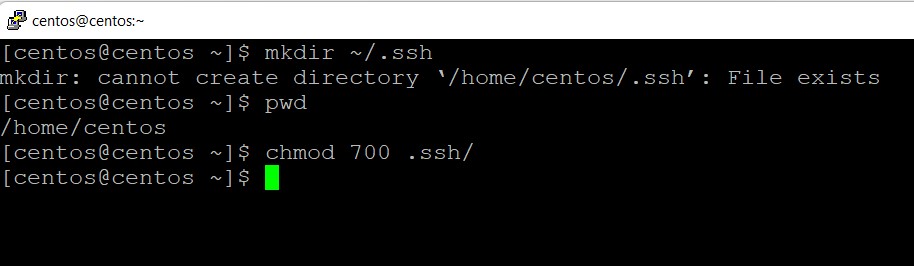 centos@centos:~
[centos@centos ~]$ mkdir ~/.ssh
mkdir: cannot create directory ‘/home/centos/.ssh’: File exists
[centos@centos ~]$ pwd
/home/centos
[centos@centos ~]$ chmod 700 .ssh/
[centos@centos ~]$